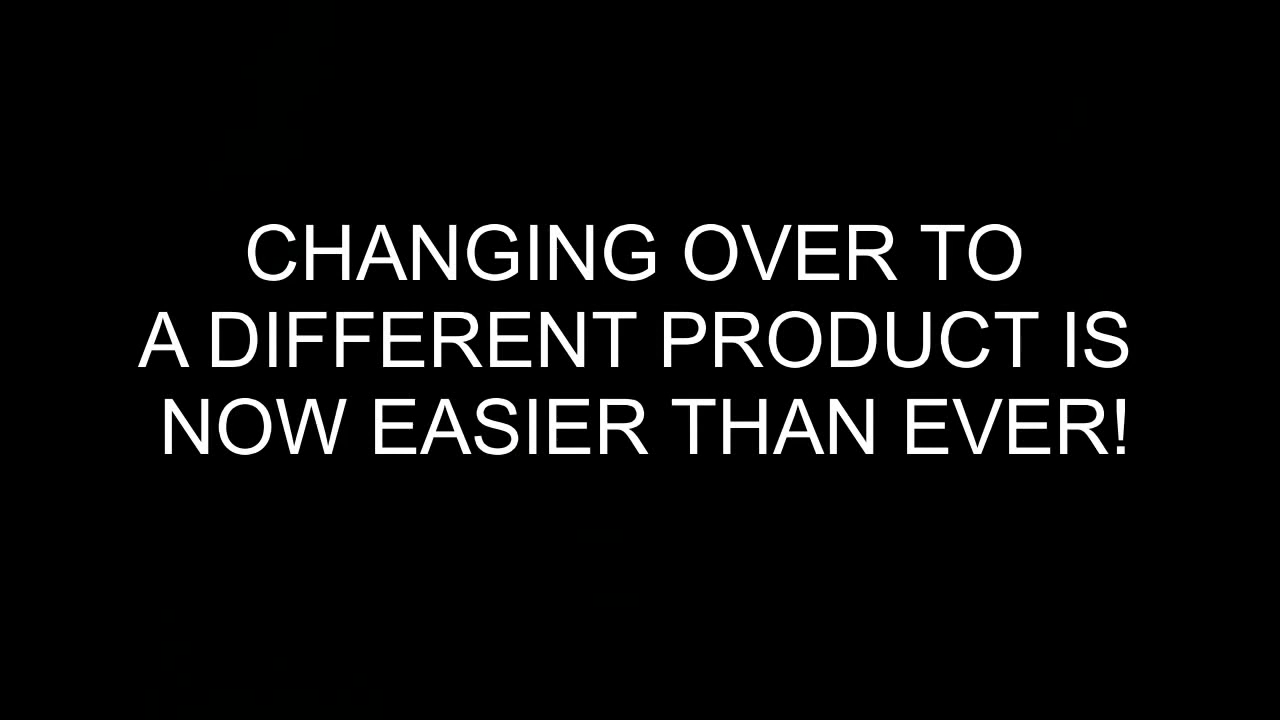 CHANGING OVER TO
A DIFFERENT PRODUCT IS
NOW EASIER THAN EVER!